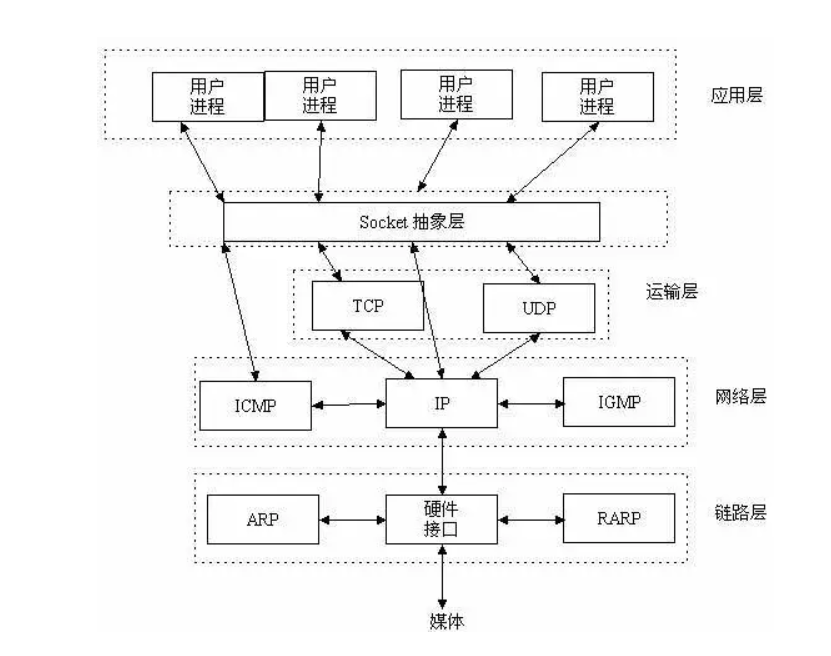 用户
进程
用户
进程
用户
进程
用户
进程
应用层
Socket 抽象层
运输层
TCP
UDP
网络层
ICMP
IP
IGMP
链路层
ARP
硬件
接口
RARP
媒体